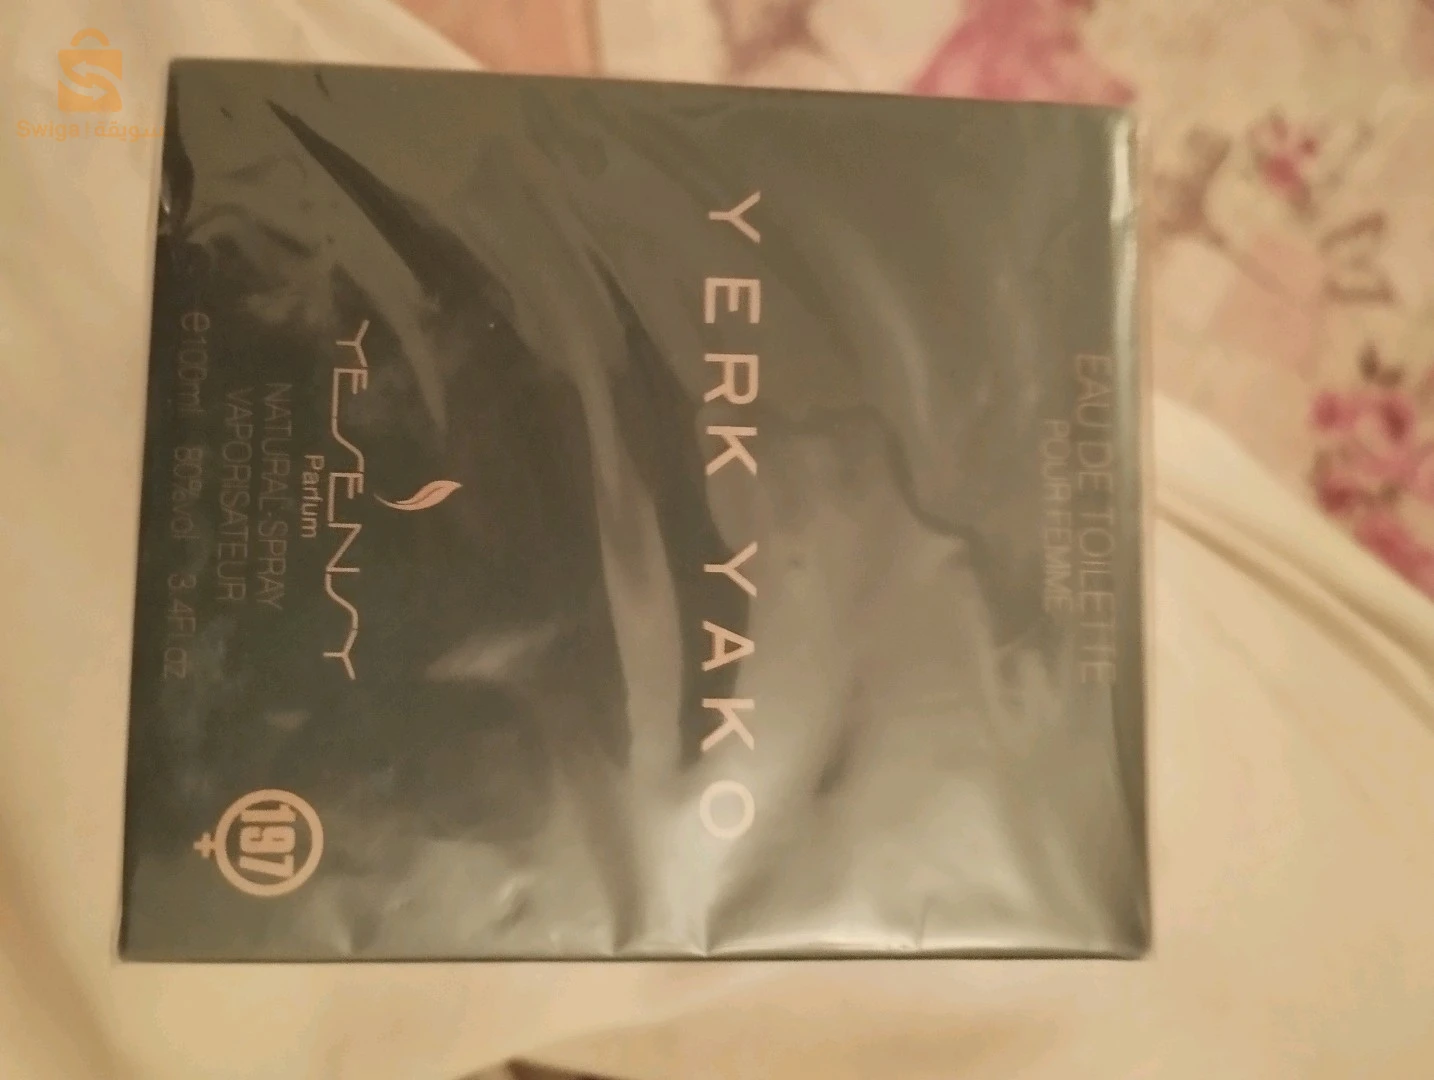 Swiga | سويقة
EAU DE TOILETTE
POUR FEMME
YERK YAKO
YESENSY
Parfum
NATURAL SPRAY
VAPORISATEUR
e100ml 80%vol 3.4Fl oz
197